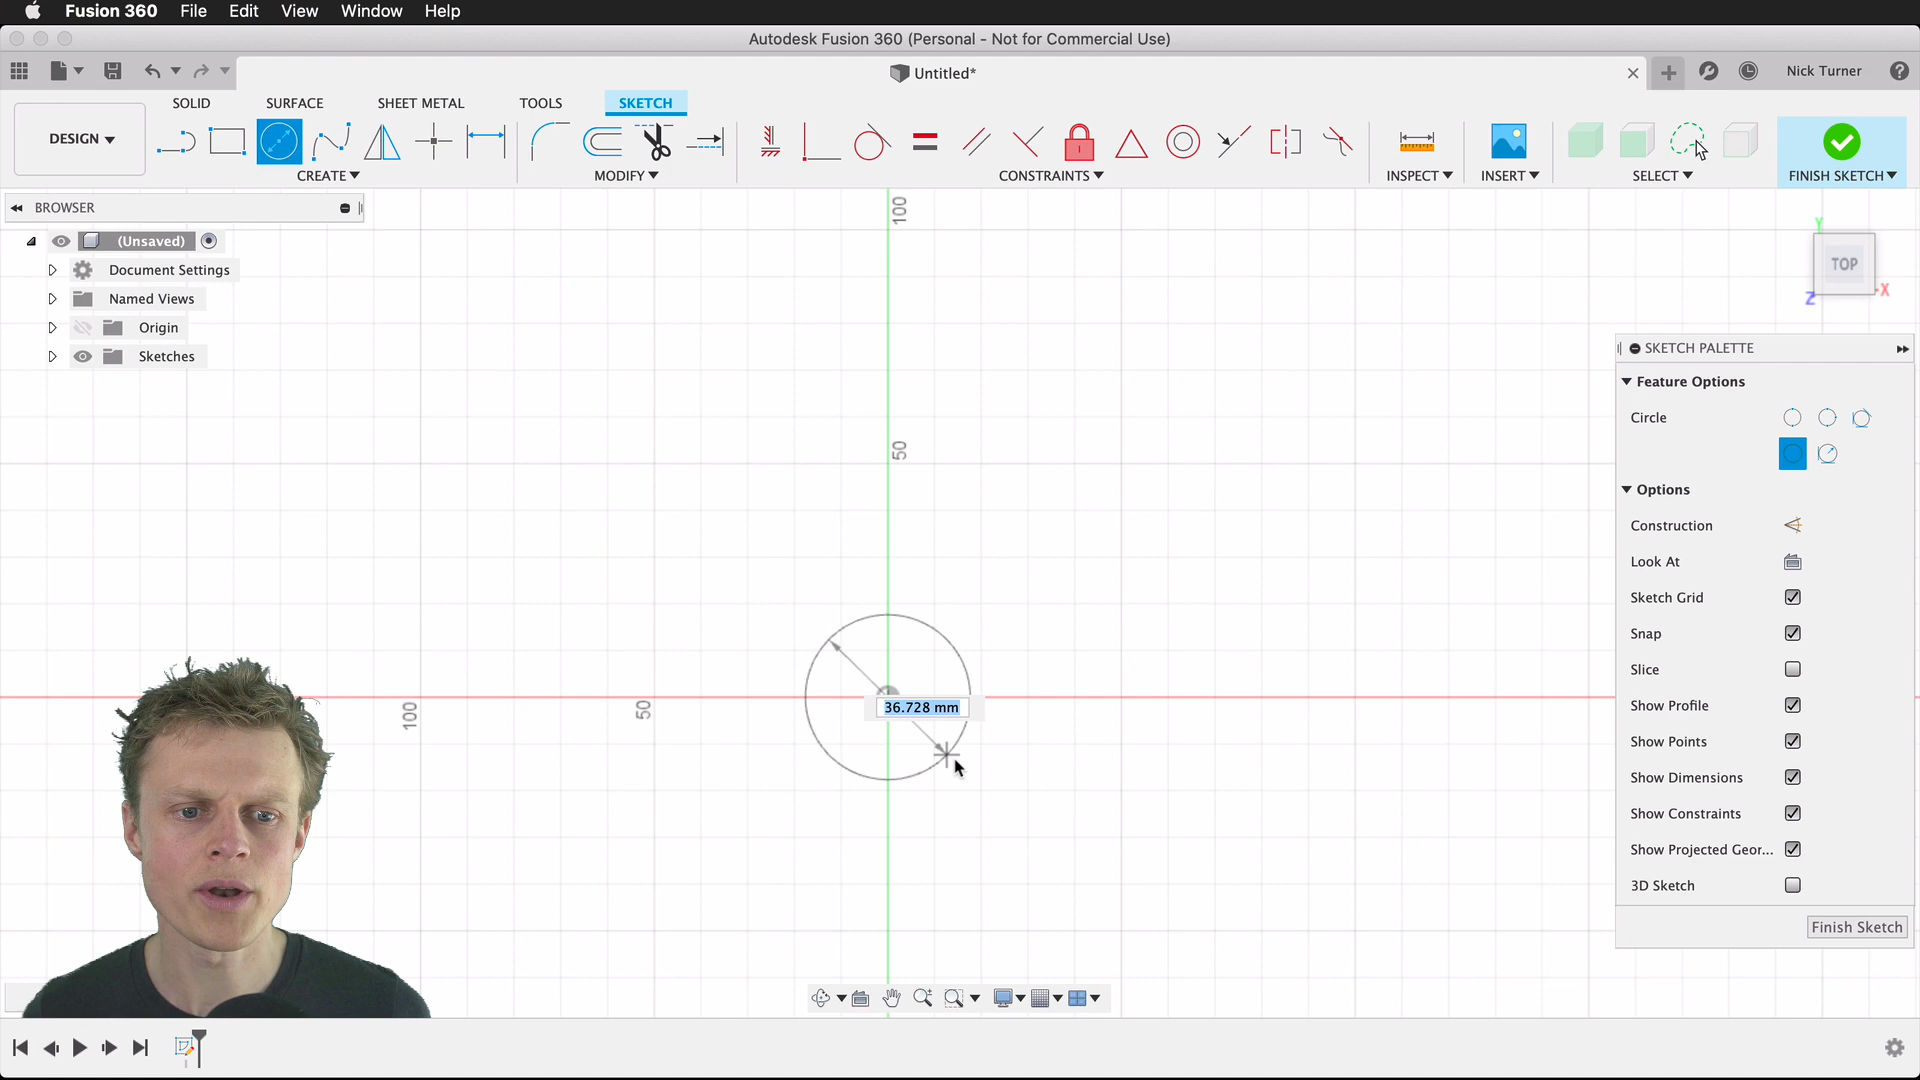 Fusion 360 File Edit View Window Help
Autodesk Fusion 360 (Personal - Not for Commercial Use)
Untitled*
Nick Turner
SOLID SURFACE SHEET METAL TOOLS SKETCH
DESIGN
CREATE MODIFY CONSTRAINTS INSPECT INSERT SELECT FINISH SKETCH
BROWSER
(Unsaved)
Document Settings
Named Views
Origin
Sketches
100
50
100
50
36.728 mm
Y
TOP
X
Z
SKETCH PALETTE
Feature Options
Circle
Options
Construction
Look At
Sketch Grid
Snap
Slice
Show Profile
Show Points
Show Dimensions
Show Constraints
Show Projected Geor...
3D Sketch
Finish Sketch